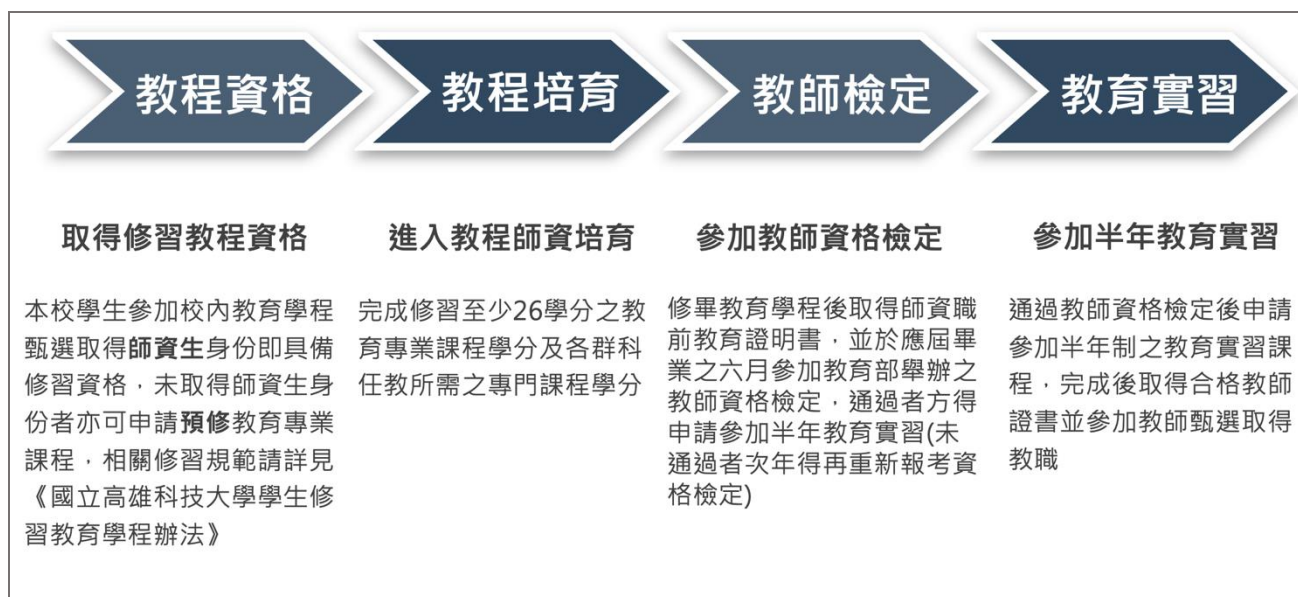 教程資格
教程培育
教師檢定
教育實習
取得修習教程資格
本校學生參加校內教育學程
甄選取得師資生身份即具備
修習資格，未取得師資生身
份者亦可申請預修教育專業
課程，相關修習規範請詳見
《國立高雄科技大學學生修
習教育學程辦法》
進入教程師資培育
完成修習至少26學分之教
育專業課程學分及各群科
任教所需之專門課程學分
參加教師資格檢定
修畢教育學程後取得師資職
前教育證明書，並於應屆畢
業之六月參加教育部舉辦之
教師資格檢定，通過者方得
申請參加半年教育實習(未
通過者次年得再重新報考資
格檢定)
參加半年教育實習
通過教師資格檢定後申請
參加半年制之教育實習課
程，完成後取得合格教師
證書並參加教師甄選取得
教職